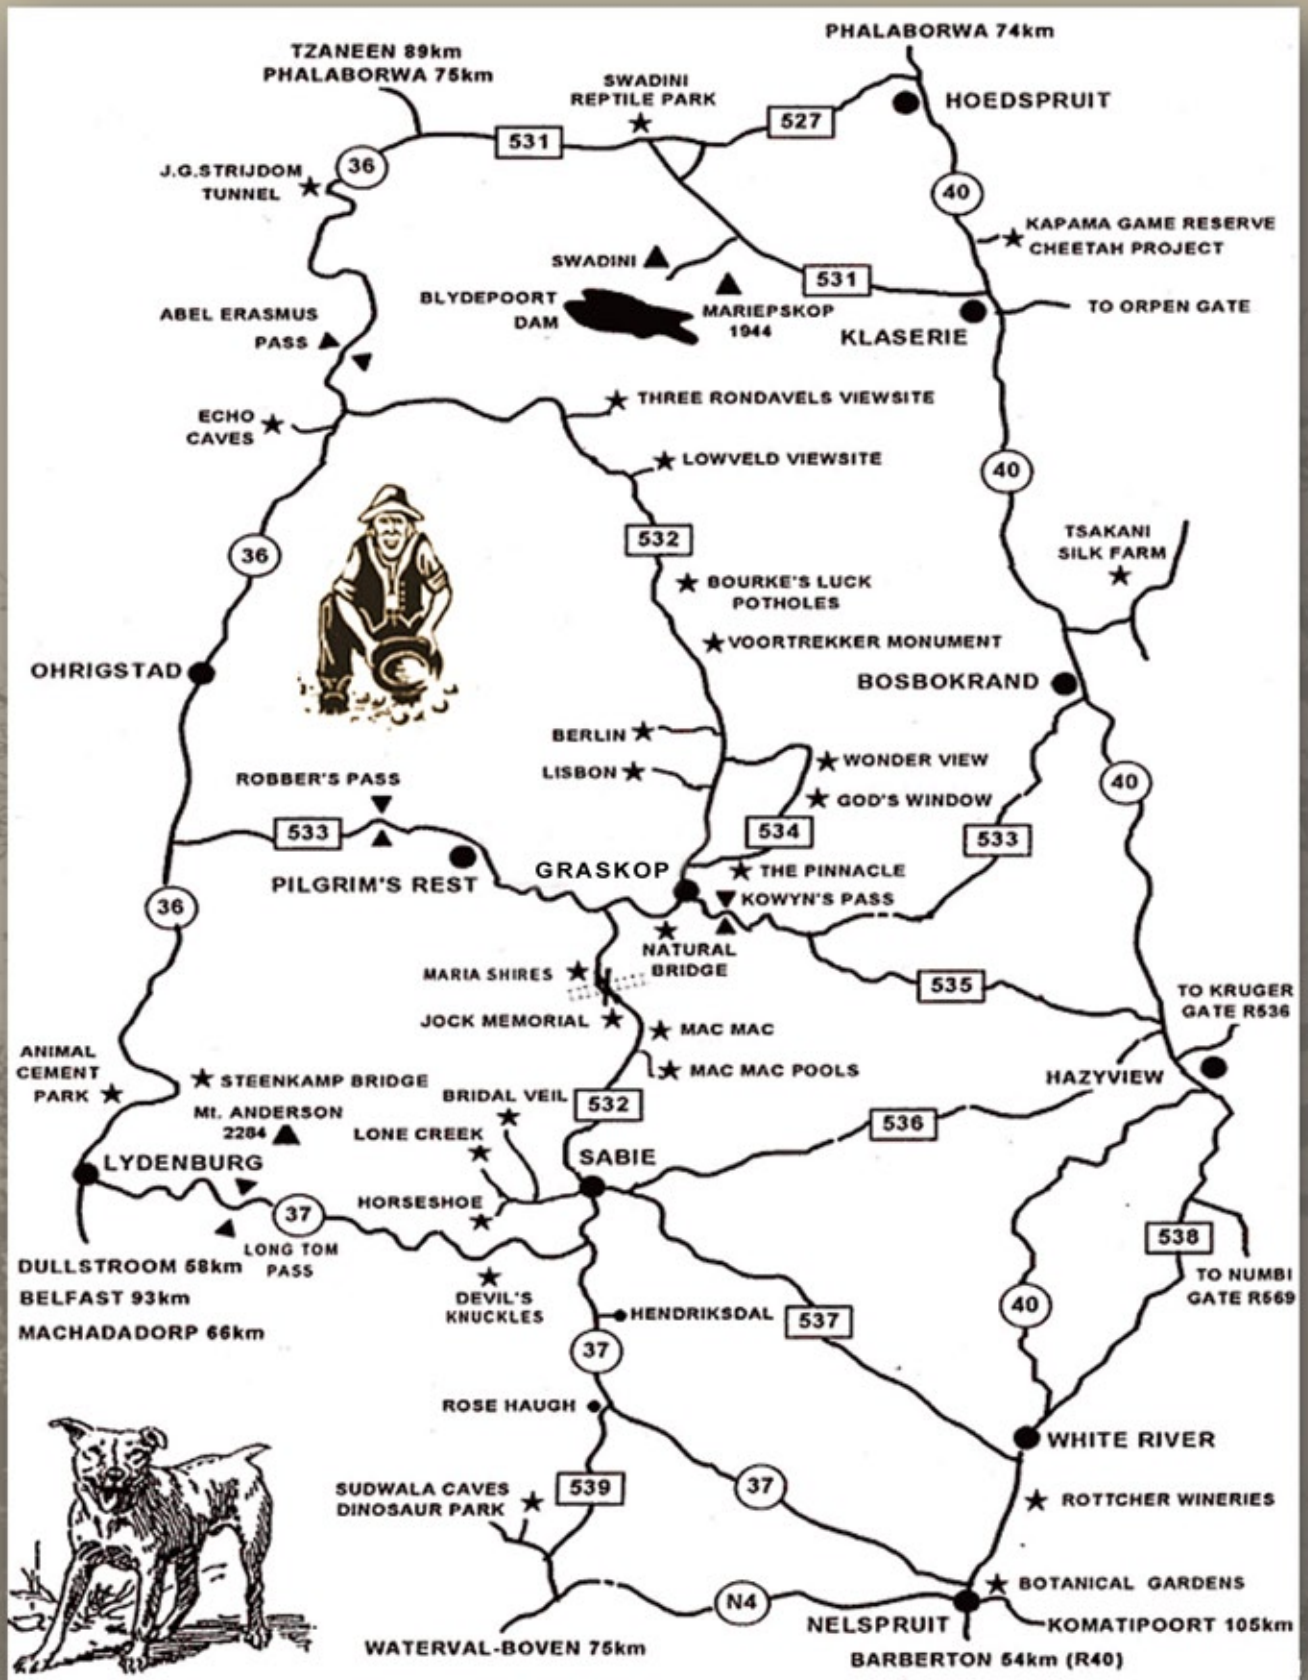 PHALABORWA 74km
TZANEEN 89km
PHALABORWA 75km
SWADINI
REPTILE PARK
HOEDSPRUIT
527
531
36
J.G.STRIJDOM
TUNNEL
40
KAPAMA GAME RESERVE
CHEETAH PROJECT
SWADINI
531
BLYDEPOORT
DAM
MARIEPSKOP
1944
TO ORPEN GATE
KLASERIE
ABEL ERASMUS
PASS
THREE RONDAVELS VIEWSITE
ECHO
CAVES
LOWVELD VIEWSITE
40
532
36
TSAKANI
SILK FARM
BOURKE'S LUCK
POTHOLES
VOORTREKKER MONUMENT
OHRIGSTAD
BOSBOKRAND
BERLIN
WONDER VIEW
LISBON
GOD'S WINDOW
40
ROBBER'S PASS
533
534
533
GRASKOP
THE PINNACLE
PILGRIM'S REST
KOWYN'S PASS
36
NATURAL
BRIDGE
MARIA SHIRES
535
TO KRUGER
GATE R536
JOCK MEMORIAL
MAC MAC
ANIMAL
CEMENT
PARK
STEENKAMP BRIDGE
MAC MAC POOLS
HAZYVIEW
BRIDAL VEIL
532
Mt. ANDERSON
2284
LONE CREEK
536
LYDENBURG
SABIE
HORSESHOE
37
LONG TOM
PASS
538
DULLSTROOM 58km
BELFAST 93km
MACHADADORP 66km
DEVIL'S
KNUCKLES
TO NUMBI
GATE R569
HENDRIKSDAL
537
40
37
ROSE HAUGH
WHITE RIVER
SUDWALA CAVES
DINOSAUR PARK
539
37
ROTTCHER WINERIES
BOTANICAL GARDENS
N4
NELSPRUIT
KOMATIPOORT 105km
WATERVAL-BOVEN 75km
BARBERTON 54km (R40)